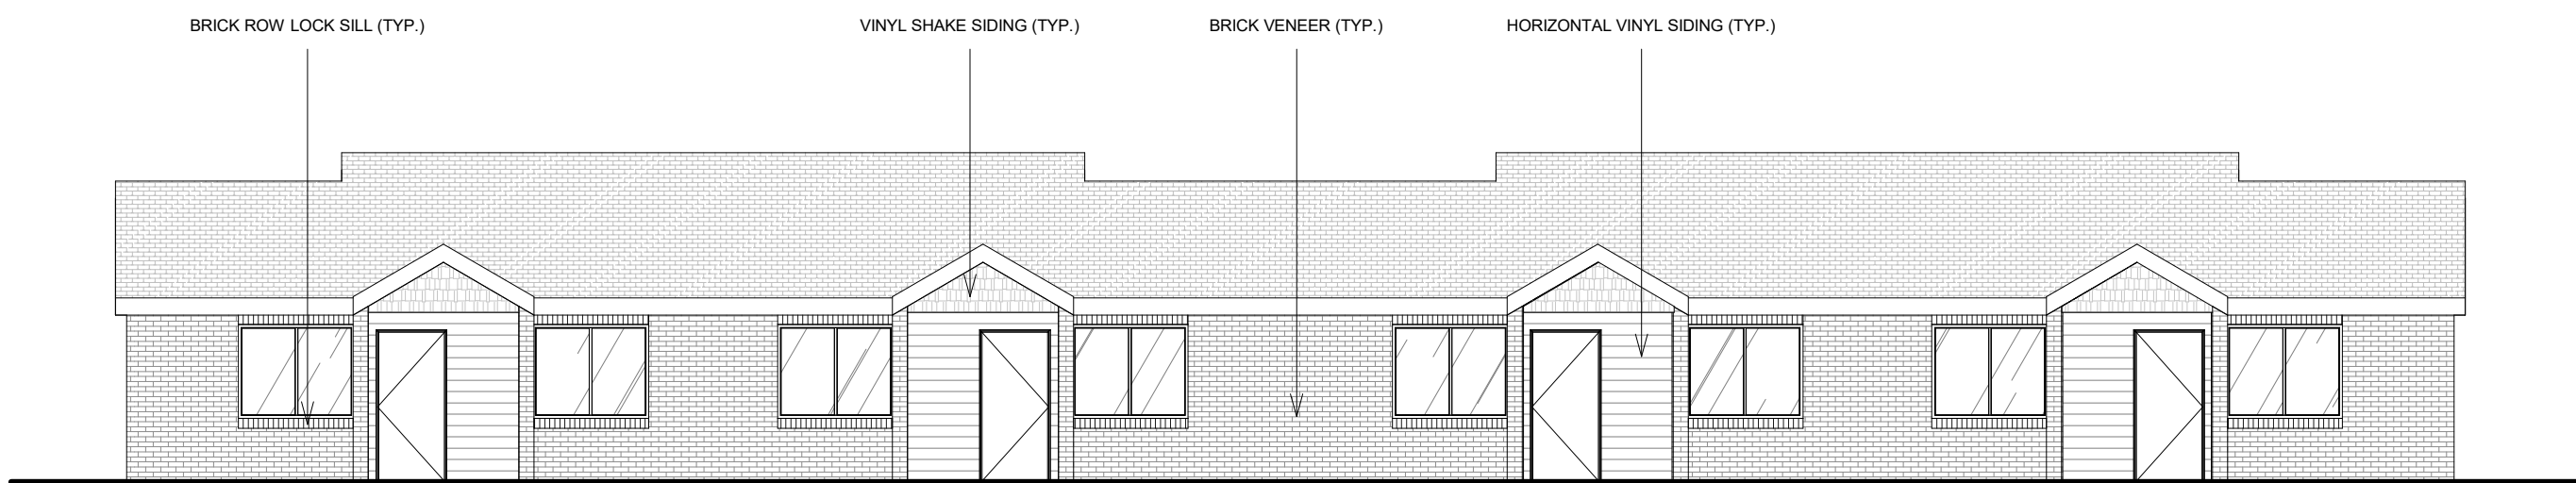 BRICK ROW LOCK SILL (TYP.)
VINYL SHAKE SIDING (TYP.)
BRICK VENEER (TYP.)
HORIZONTAL VINYL SIDING (TYP.)